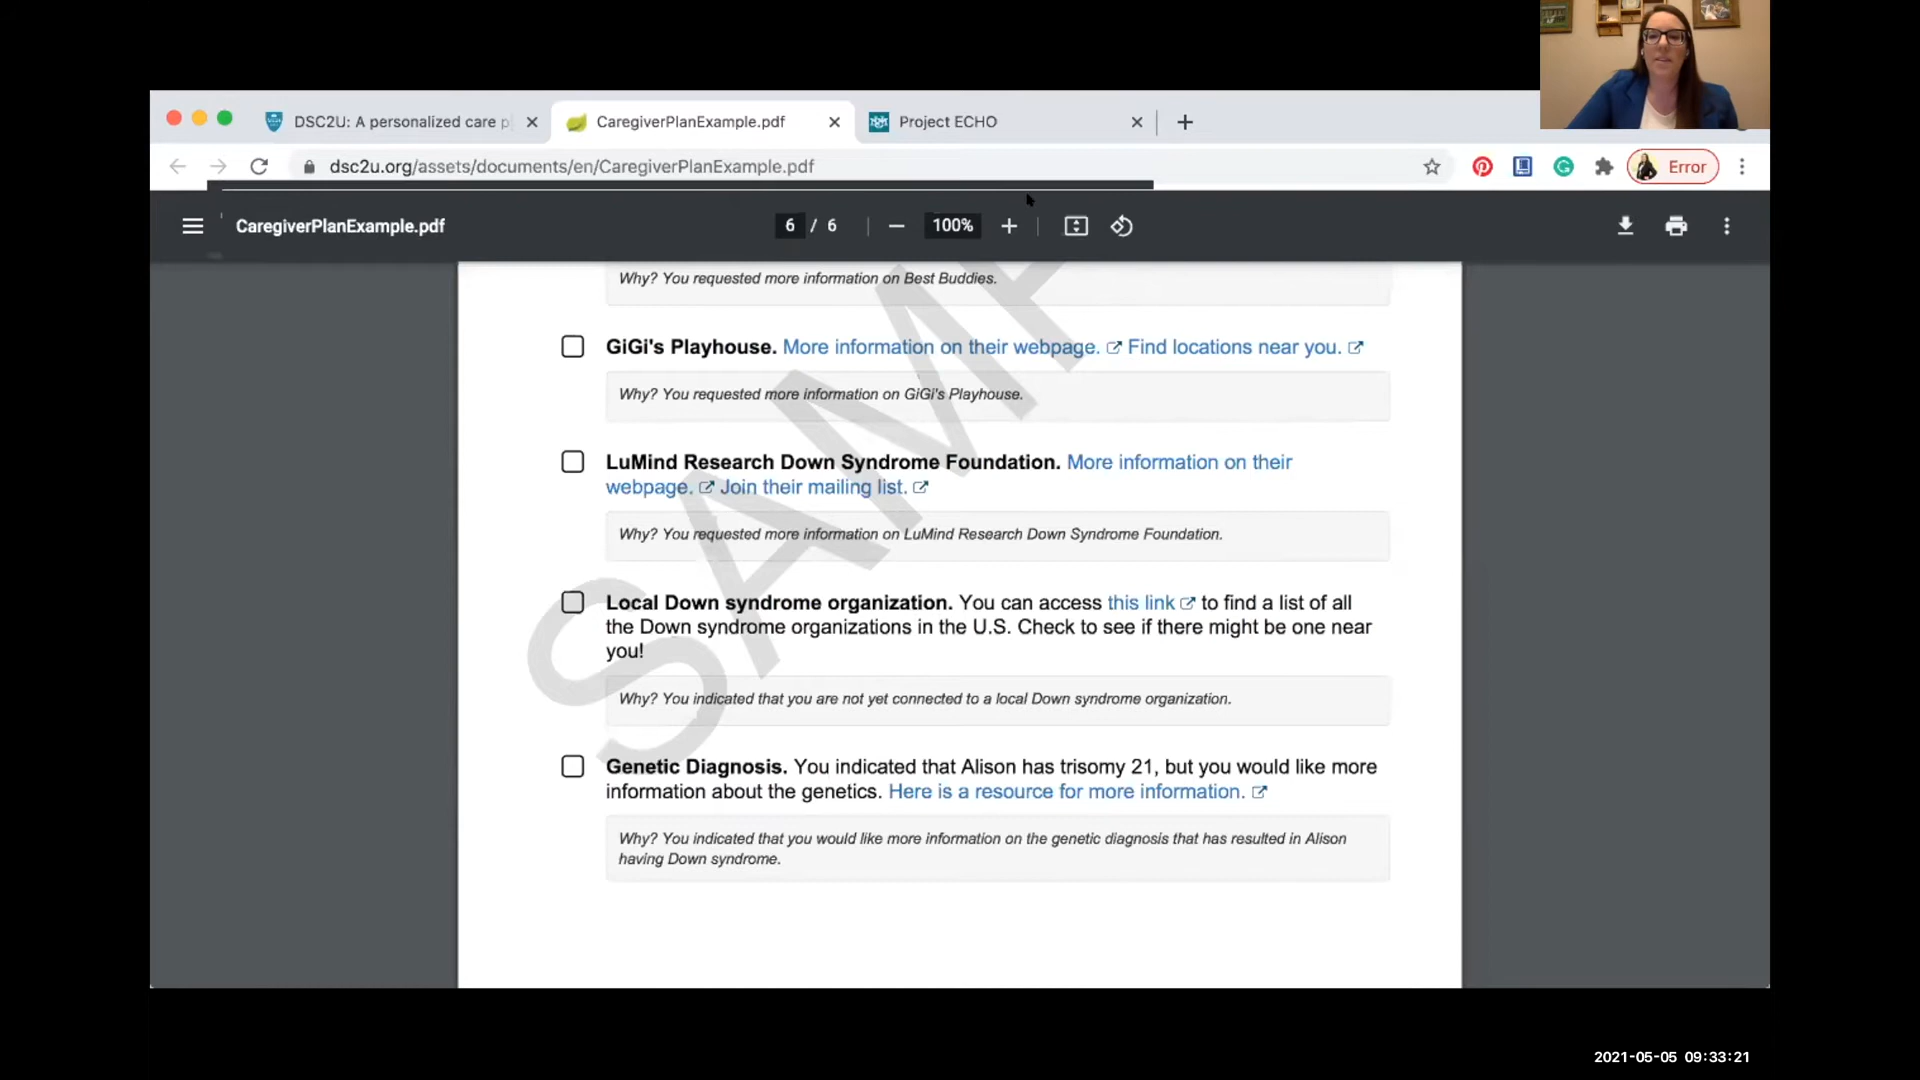 DSC2U: A personalized care p
CaregiverPlanExample.pdf
Project ECHO
dsc2u.org/assets/documents/en/CaregiverPlanExample.pdf
Error
CaregiverPlanExample.pdf
6 / 6
100%
Why? You requested more information on Best Buddies.
GiGi's Playhouse. More information on their webpage. Find locations near you.
Why? You requested more information on GiGi's Playhouse.
LuMind Research Down Syndrome Foundation. More information on their
webpage. Join their mailing list.
Why? You requested more information on LuMind Research Down Syndrome Foundation.
Local Down syndrome organization. You can access this link to find a list of all
the Down syndrome organizations in the U.S. Check to see if there might be one near
you!
Why? You indicated that you are not yet connected to a local Down syndrome organization.
Genetic Diagnosis. You indicated that Alison has trisomy 21, but you would like more
information about the genetics. Here is a resource for more information.
Why? You indicated that you would like more information on the genetic diagnosis that has resulted in Alison
having Down syndrome.
SAMP
2021-05-05 09:33:21